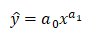 ŷ = a₀x^{a₁}